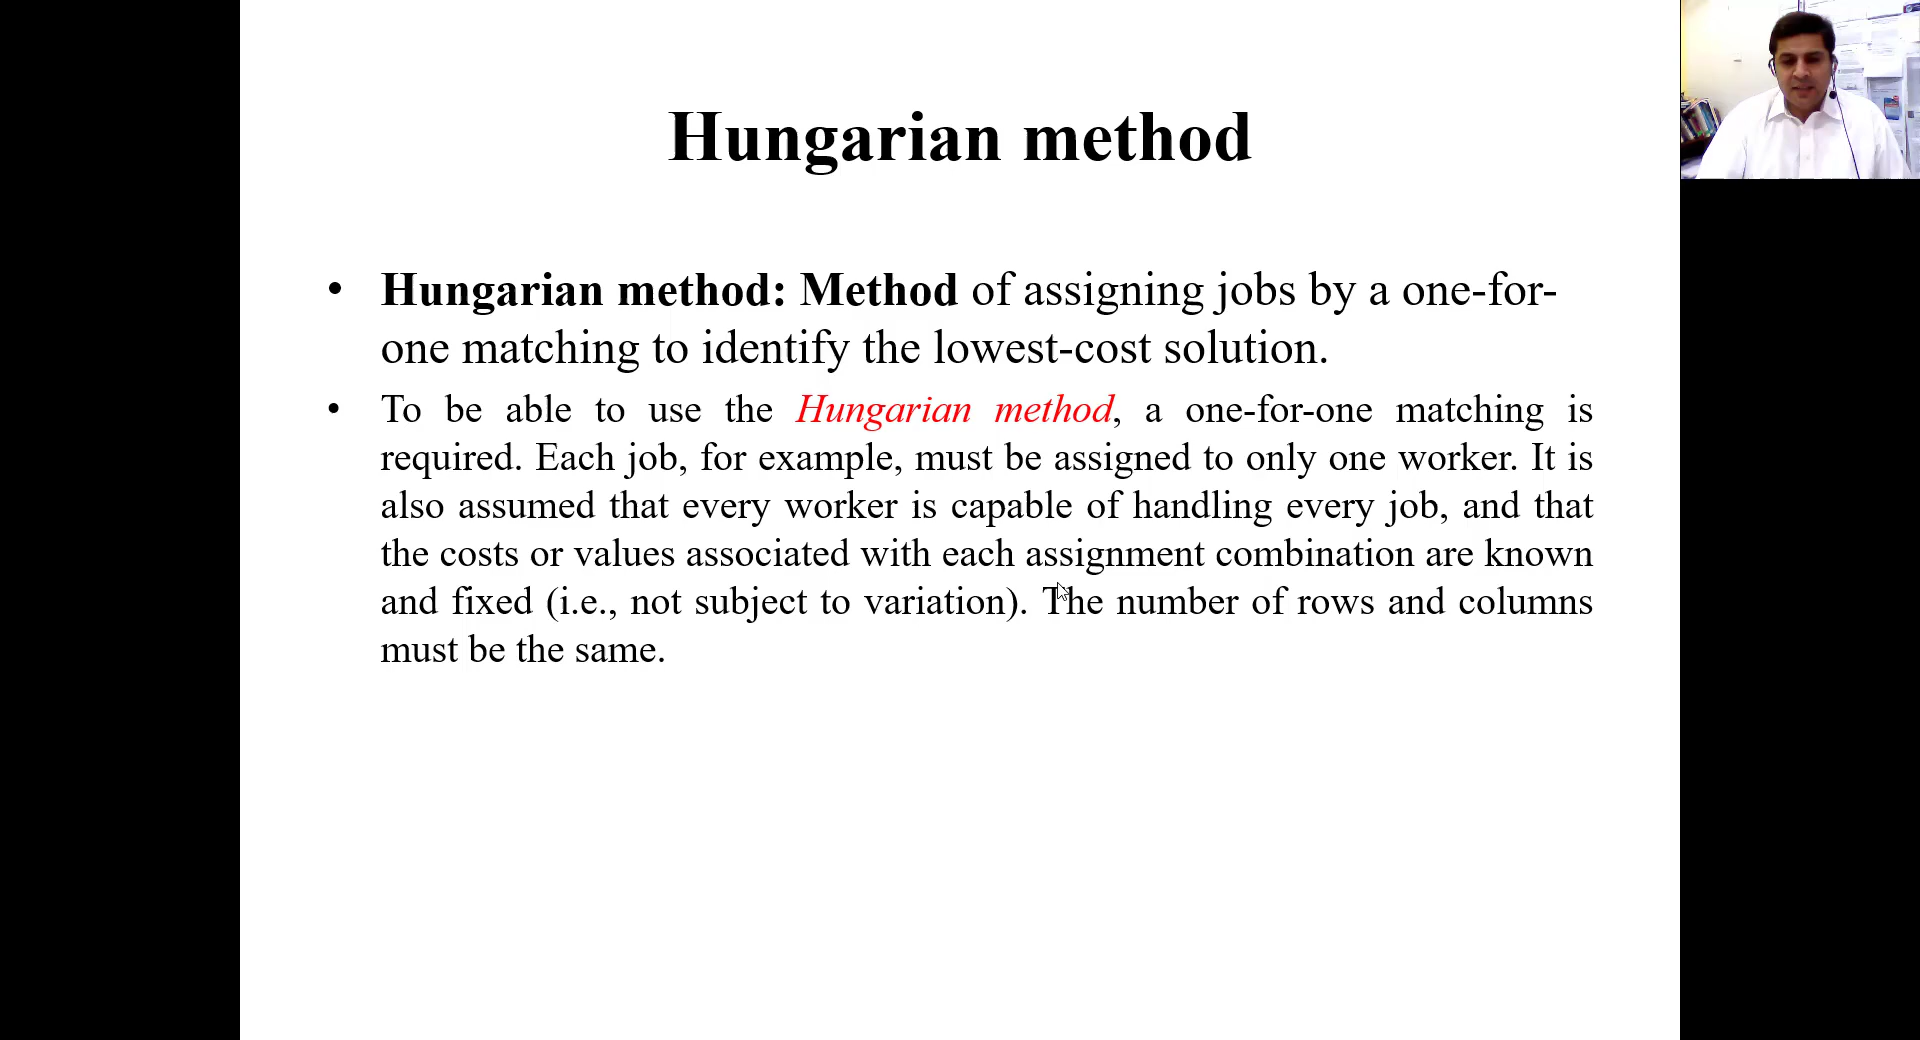 Hungarian method
• Hungarian method: Method of assigning jobs by a one-for-
one matching to identify the lowest-cost solution.
• To be able to use the Hungarian method, a one-for-one matching is
required. Each job, for example, must be assigned to only one worker. It is
also assumed that every worker is capable of handling every job, and that
the costs or values associated with each assignment combination are known
and fixed (i.e., not subject to variation). The number of rows and columns
must be the same.